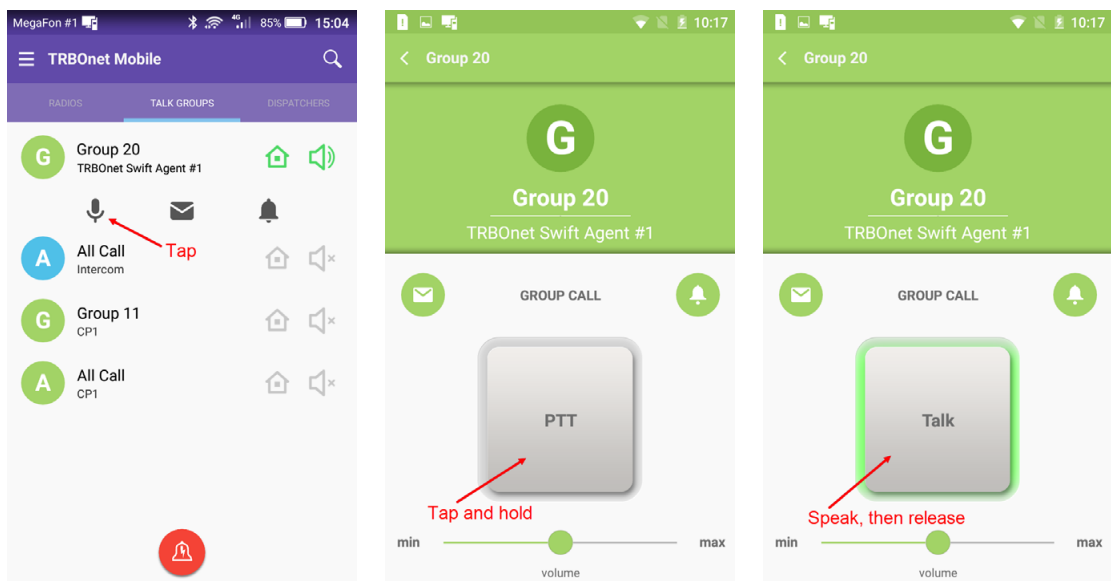 MegaFon #1
4G
85%
15:04
TRBOnet Mobile
RADIOS
TALK GROUPS
DISPATCHERS
G
Group 20
TRBOnet Swift Agent #1
Tap
A
All Call
Intercom
G
Group 11
CP1
A
All Call
CP1
10:17
Group 20
G
Group 20
TRBOnet Swift Agent #1
GROUP CALL
PTT
Tap and hold
min
max
volume
10:17
Group 20
G
Group 20
TRBOnet Swift Agent #1
GROUP CALL
Talk
Speak, then release
min
max
volume